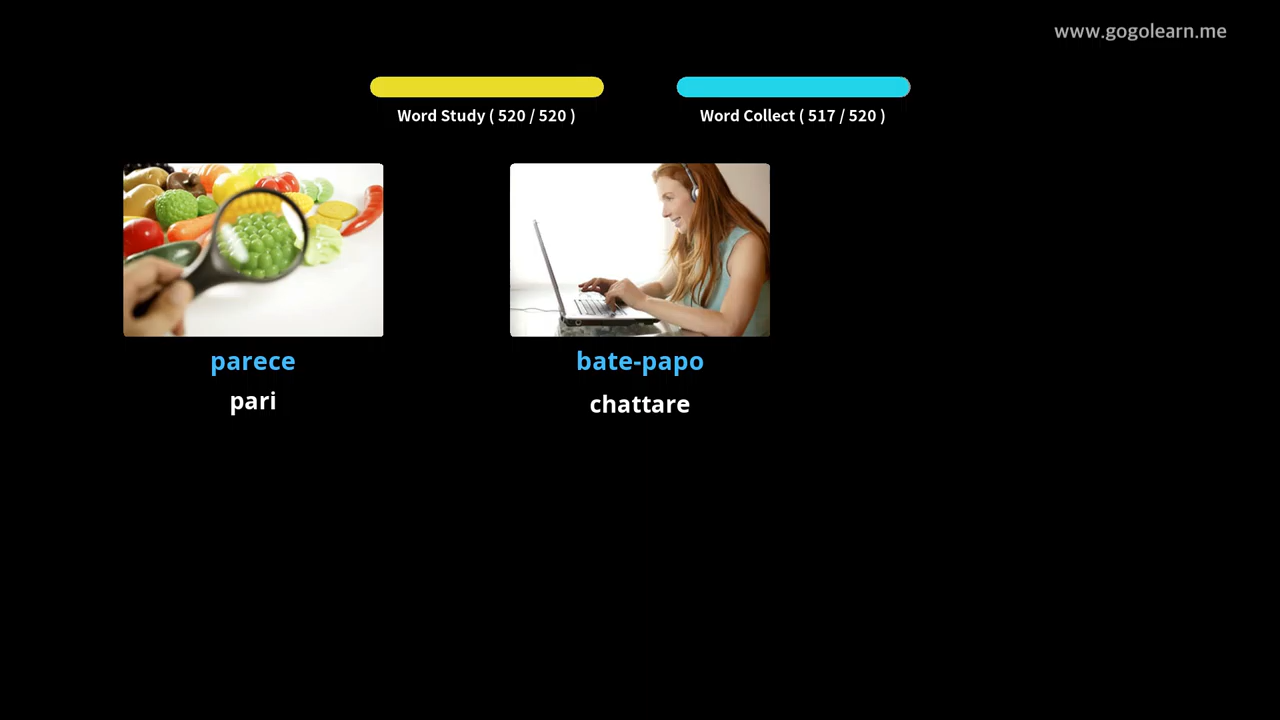 www.gogolearn.me
Word Study ( 520 / 520 )
Word Collect ( 517 / 520 )
parece
bate-papo
pari
chattare